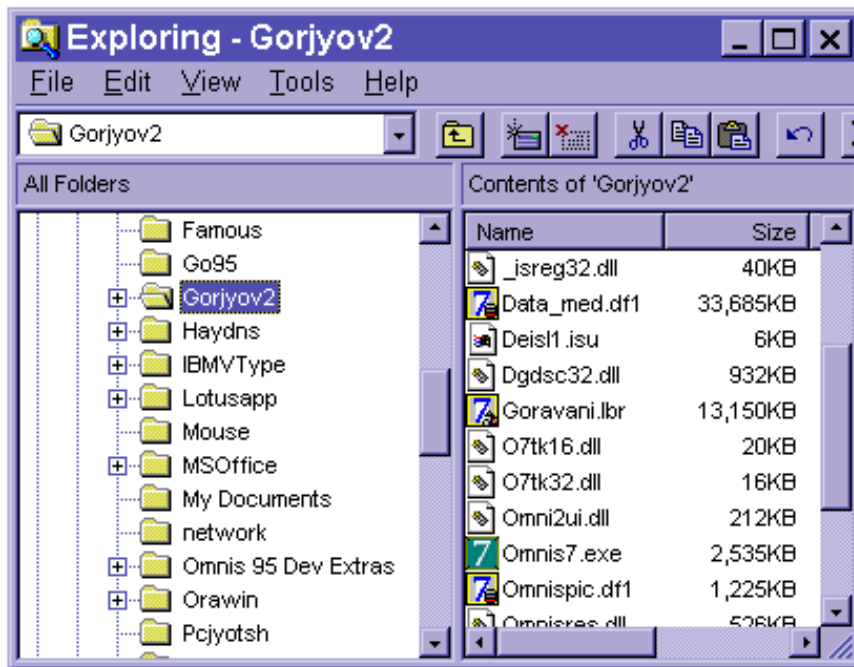 Exploring - Gorjyov2
File Edit View Tools Help
Gorjyov2
All Folders
Famous
Go95
Gorjyov2
Haydns
IBMVType
Lotusapp
Mouse
MSOffice
My Documents
network
Omnis 95 Dev Extras
Orawin
Pcjyotsh
Contents of 'Gorjyov2'
Name Size
_isreg32.dll 40KB
Data_med.df1 33,685KB
Deisl1.isu 6KB
Dgdsc32.dll 932KB
Goravani.lbr 13,150KB
O7tk16.dll 20KB
O7tk32.dll 16KB
Omni2ui.dll 212KB
Omnis7.exe 2,535KB
Omnispic.df1 1,225KB
Omnisres.dll 526KB